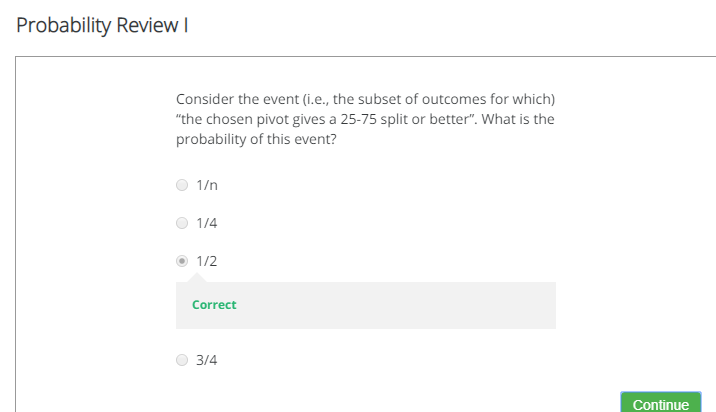 Probability Review I
Consider the event (i.e., the subset of outcomes for which)
“the chosen pivot gives a 25-75 split or better”. What is the
probability of this event?
1/n
1/4
1/2
Correct
3/4
Continue